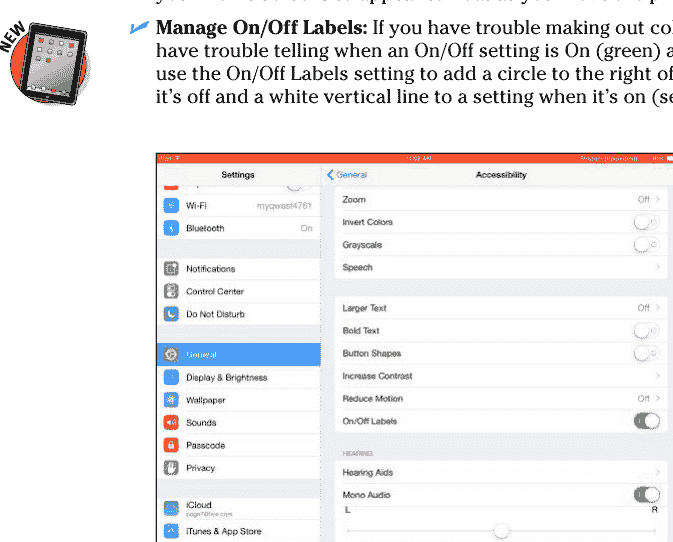 NEW
Manage On/Off Labels: If you have trouble making out
have trouble telling when an On/Off setting is On (green)
use the On/Off Labels setting to add a circle to the right of
it's off and a white vertical line to a setting when it's on
Settings
General
Accessibility
Wi-Fi
myqwest4761
Bluetooth
On
Notifications
Control Center
Do Not Disturb
General
Display & Brightness
Wallpaper
Sounds
Passcode
Privacy
iCloud
iTunes & App Store
Zoom
Off
Invert Colors
Grayscale
Speech
Larger Text
Off
Bold Text
Button Shapes
Increase Contrast
Reduce Motion
Off
On/Off Labels
HEARING
Hearing Aids
Mono Audio
L
R